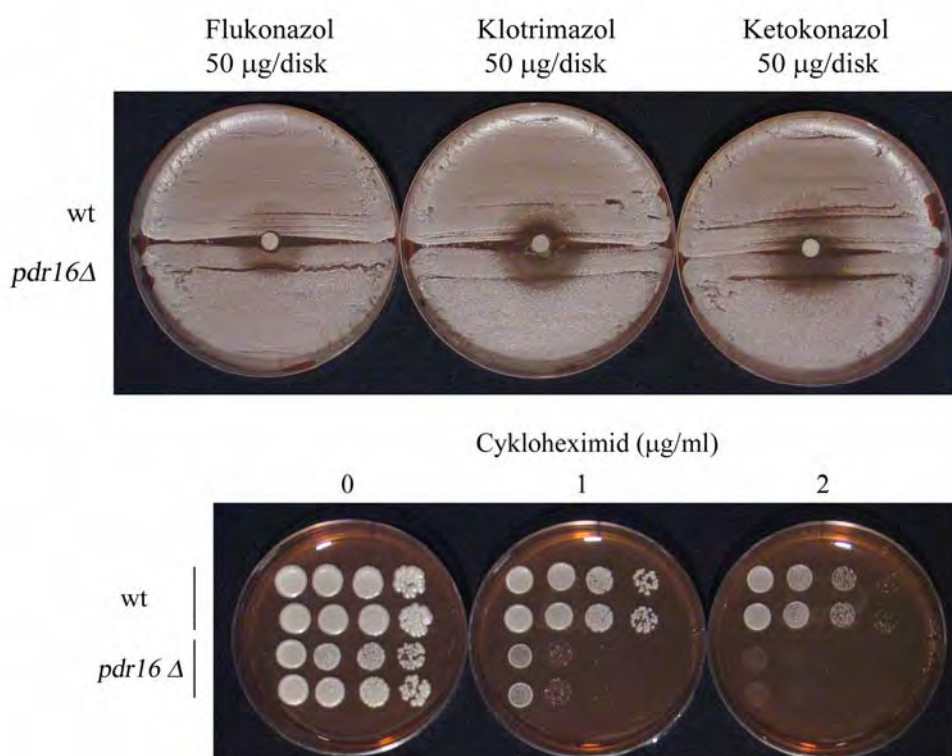 Flukonazol
50 µg/disk
Klotrimazol
50 µg/disk
Ketokonazol
50 µg/disk
wt
pdr16Δ
Cykloheximid (µg/ml)
0
1
2
wt
pdr16 Δ